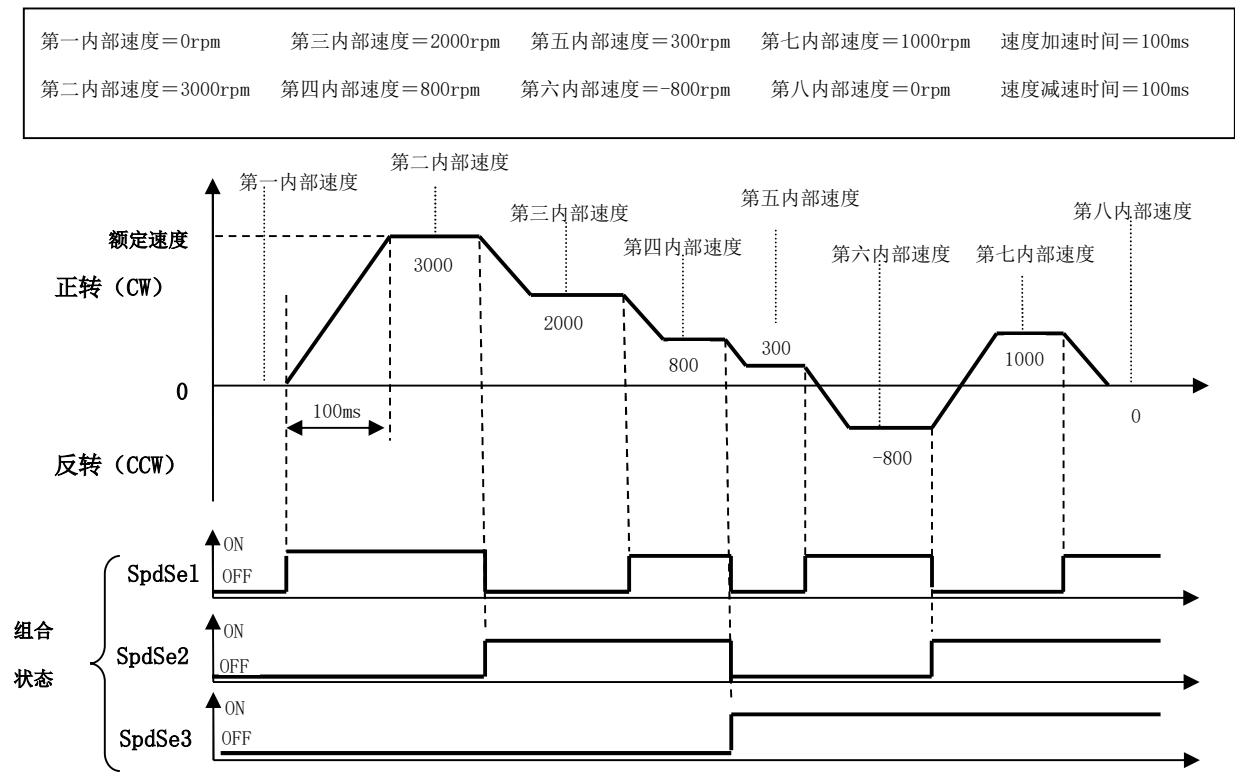 第一内部速度＝0rpm 第三内部速度＝2000rpm 第五内部速度＝300rpm 第七内部速度＝1000rpm 速度加速时间＝100ms
第二内部速度＝3000rpm 第四内部速度＝800rpm 第六内部速度＝-800rpm 第八内部速度＝0rpm 速度减速时间＝100ms
第二内部速度
第一内部速度
第五内部速度
第三内部速度
第八内部速度
额定速度
第四内部速度
第六内部速度
第七内部速度
3000
正转（CW）
2000
300
800
1000
0
100ms
0
反转（CCW）
-800
ON
SpdSe1
OFF
组合
ON
SpdSe2
OFF
状态
ON
SpdSe3
OFF